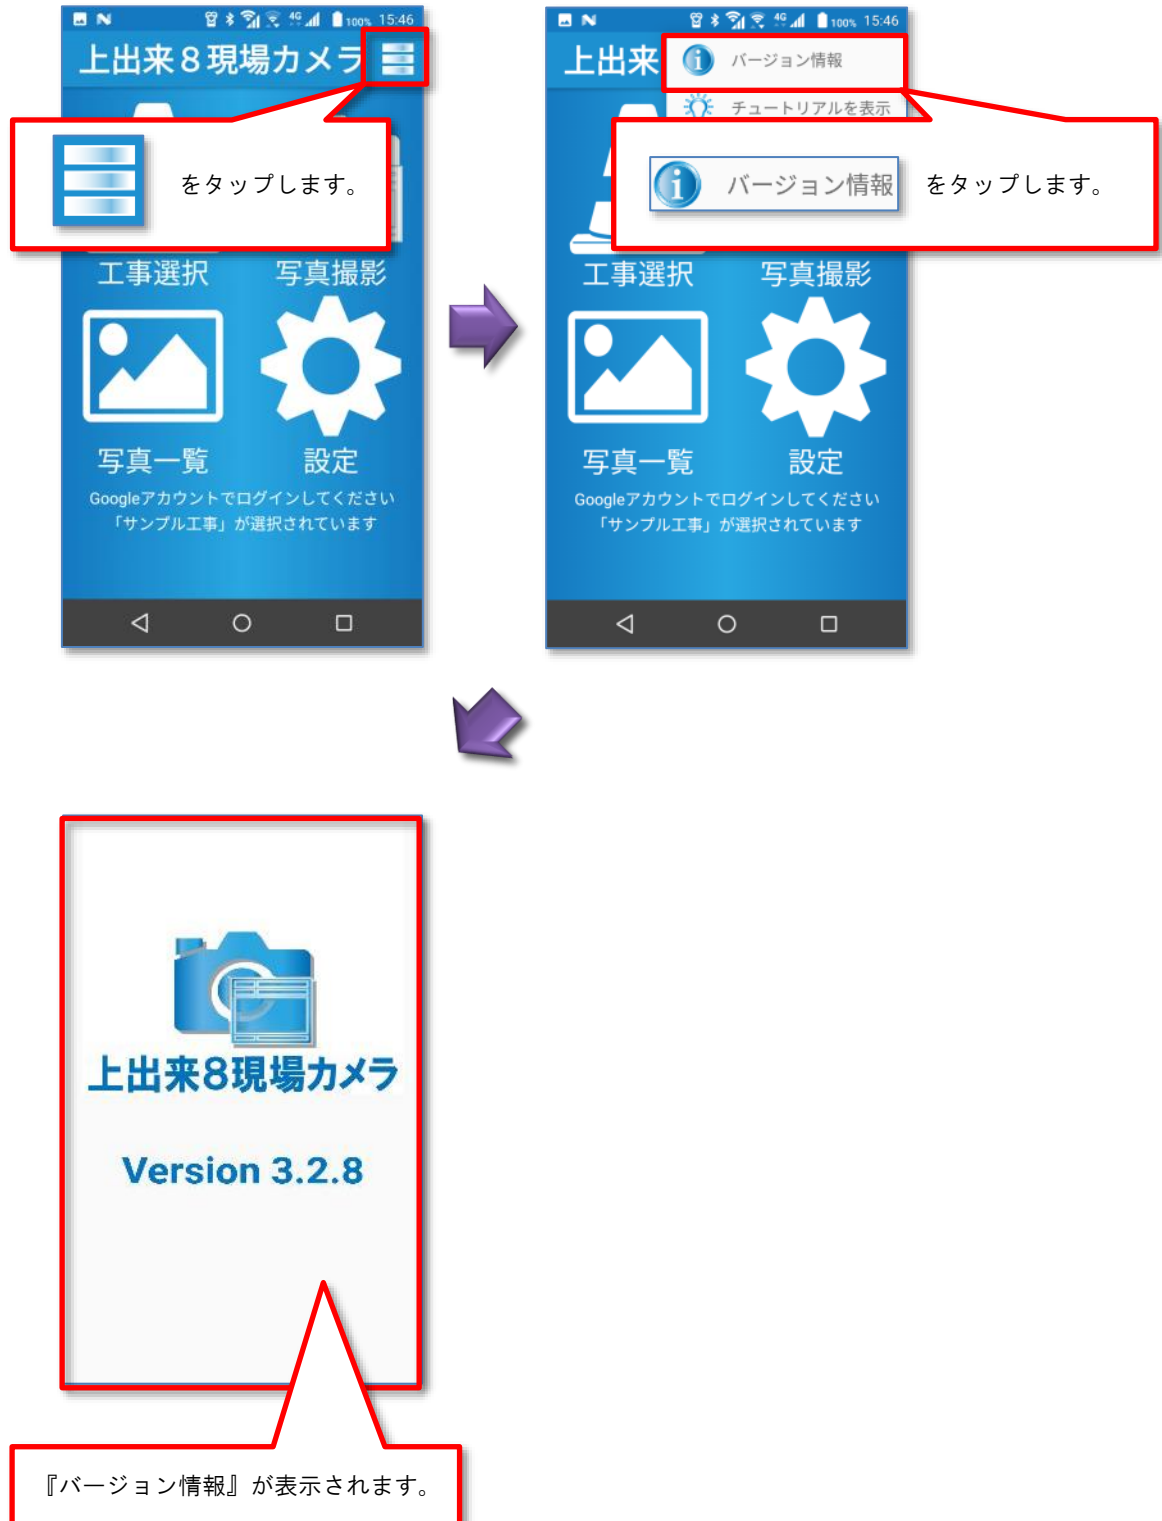 4G 100% 15:46
上出来８現場カメラ
をタップします。
工事選択 写真撮影
写真一覧 設定
Googleアカウントでログインしてください
「サンプル工事」が選択されています
4G 100% 15:46
上出来
バージョン情報
チュートリアルを表示
バージョン情報 をタップします。
工事選択 写真撮影
写真一覧 設定
Googleアカウントでログインしてください
「サンプル工事」が選択されています
上出来8現場カメラ
Version 3.2.8
『バージョン情報』が表示されます。